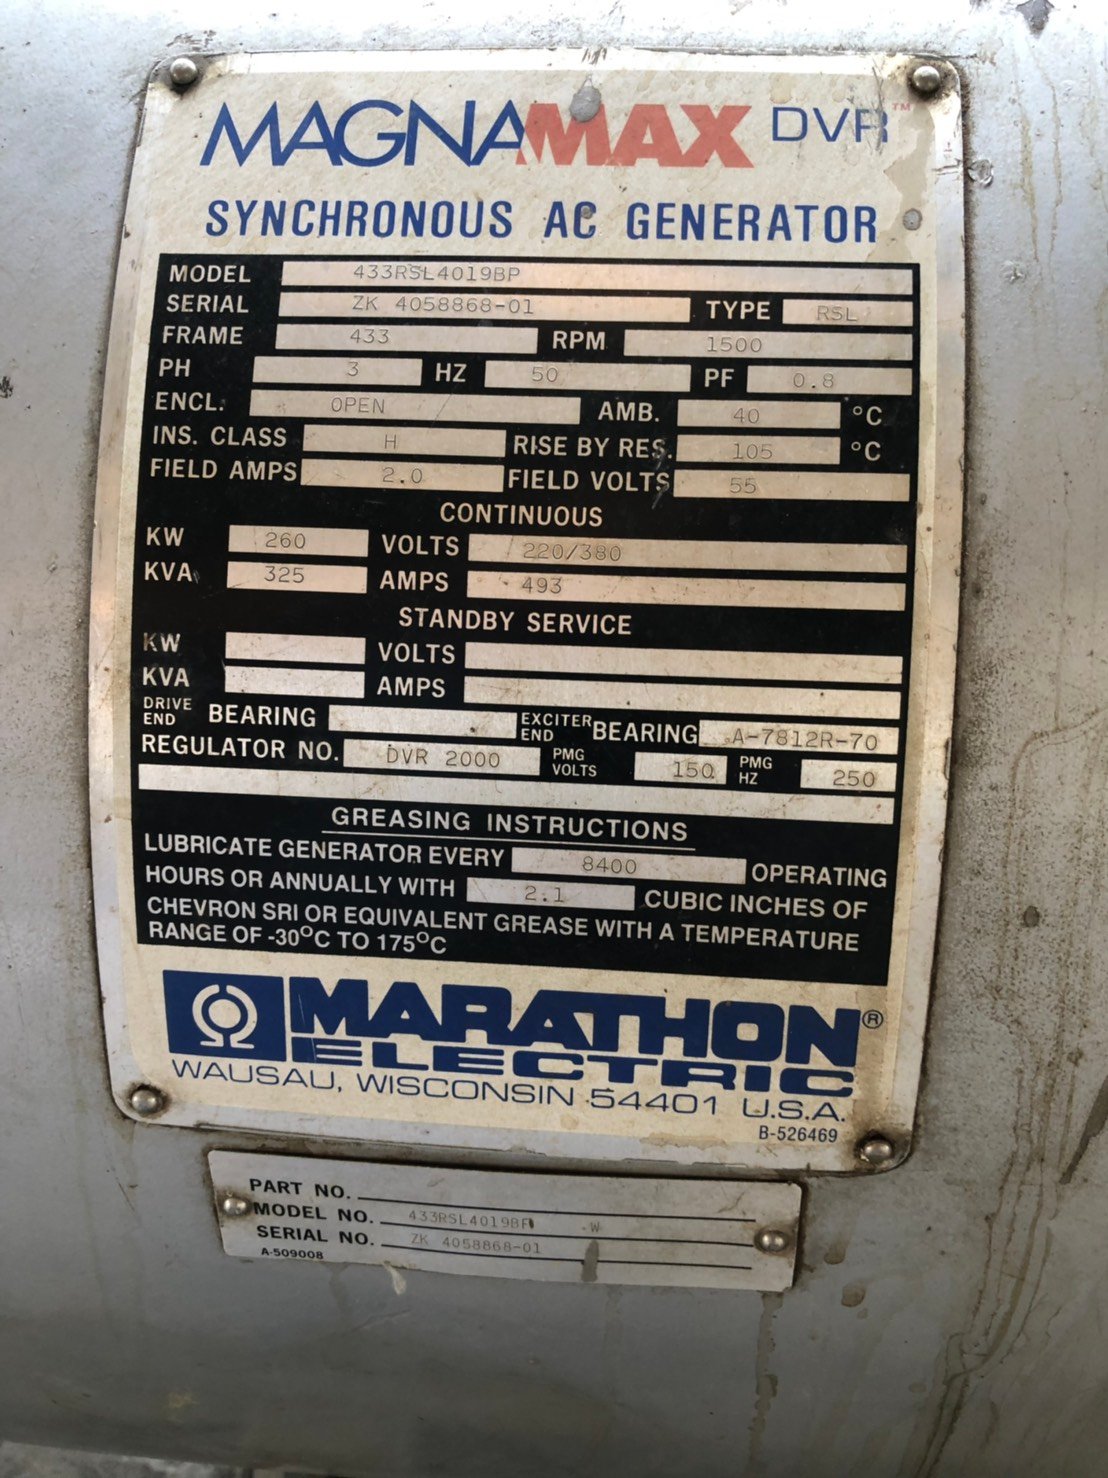 MAGNAMAX DVR™
SYNCHRONOUS AC GENERATOR
MODEL 433RSL4019BP
SERIAL ZK 4058868-01 TYPE RSL
FRAME 433 RPM 1500
PH 3 HZ 50 PF 0.8
ENCL. OPEN AMB. 40 °C
INS. CLASS H RISE BY RES. 105 °C
FIELD AMPS 2.0 FIELD VOLTS 55
CONTINUOUS
KW 260 VOLTS 220/380
KVA 325 AMPS 493
STANDBY SERVICE
KW VOLTS
KVA AMPS
DRIVE END BEARING EXCITER END BEARING A-7812R-70
REGULATOR NO. DVR 2000 PMG VOLTS 150 PMG HZ 250
GREASING INSTRUCTIONS
LUBRICATE GENERATOR EVERY 8400 OPERATING
HOURS OR ANNUALLY WITH 2.1 CUBIC INCHES OF
CHEVRON SRI OR EQUIVALENT GREASE WITH A TEMPERATURE
RANGE OF -30°C TO 175°C
MARATHON®
ELECTRIC
WAUSAU, WISCONSIN 54401 U.S.A.
B-526469
PART NO.
MODEL NO. 433RSL4019BP W
SERIAL NO. ZK 4058868-01
A-509008